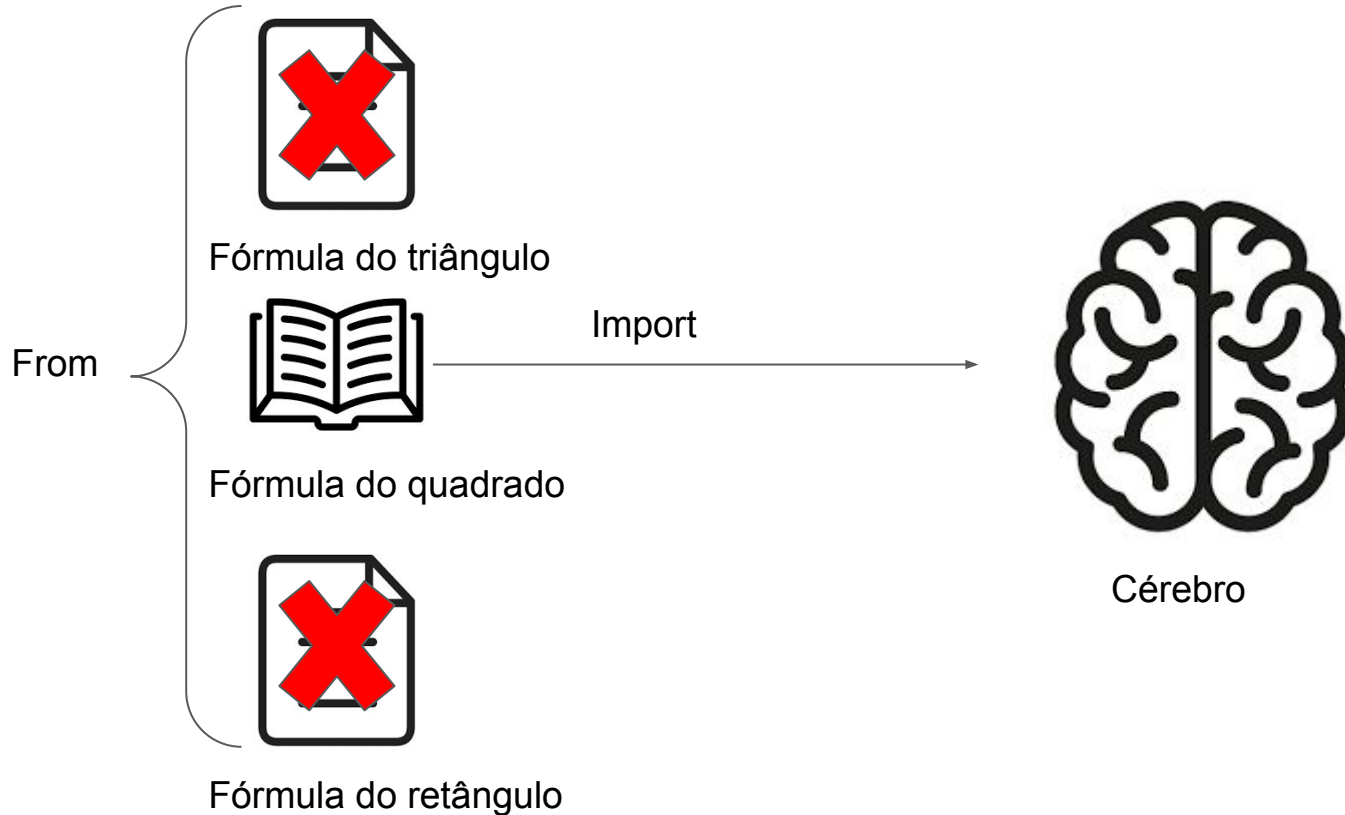 Fórmula do triângulo
Import
From
Fórmula do quadrado
Cérebro
Fórmula do retângulo